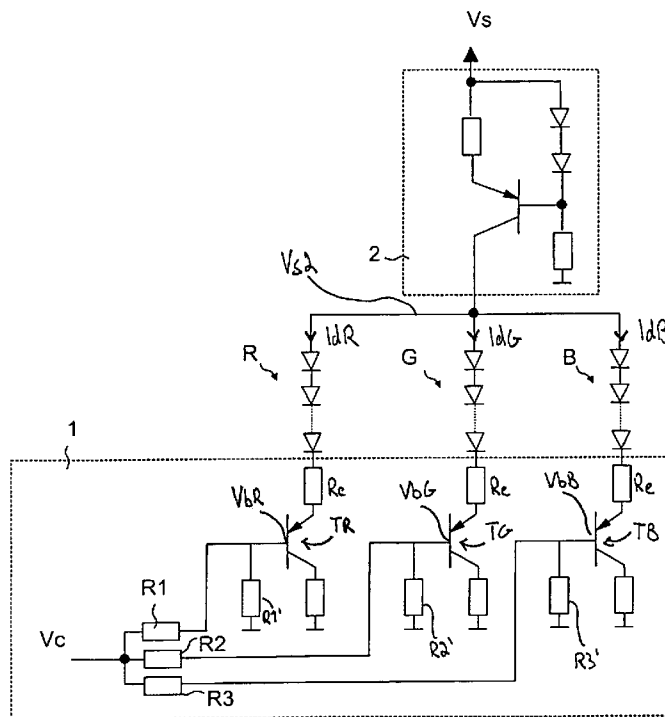 Vs
2
Vs2
IdR
IdG
IdB
R
G
B
1
Rc
Re
Re
VbR
VbG
VbB
TR
TG
TB
R1
R1'
R2'
R3'
Vc
R2
R3